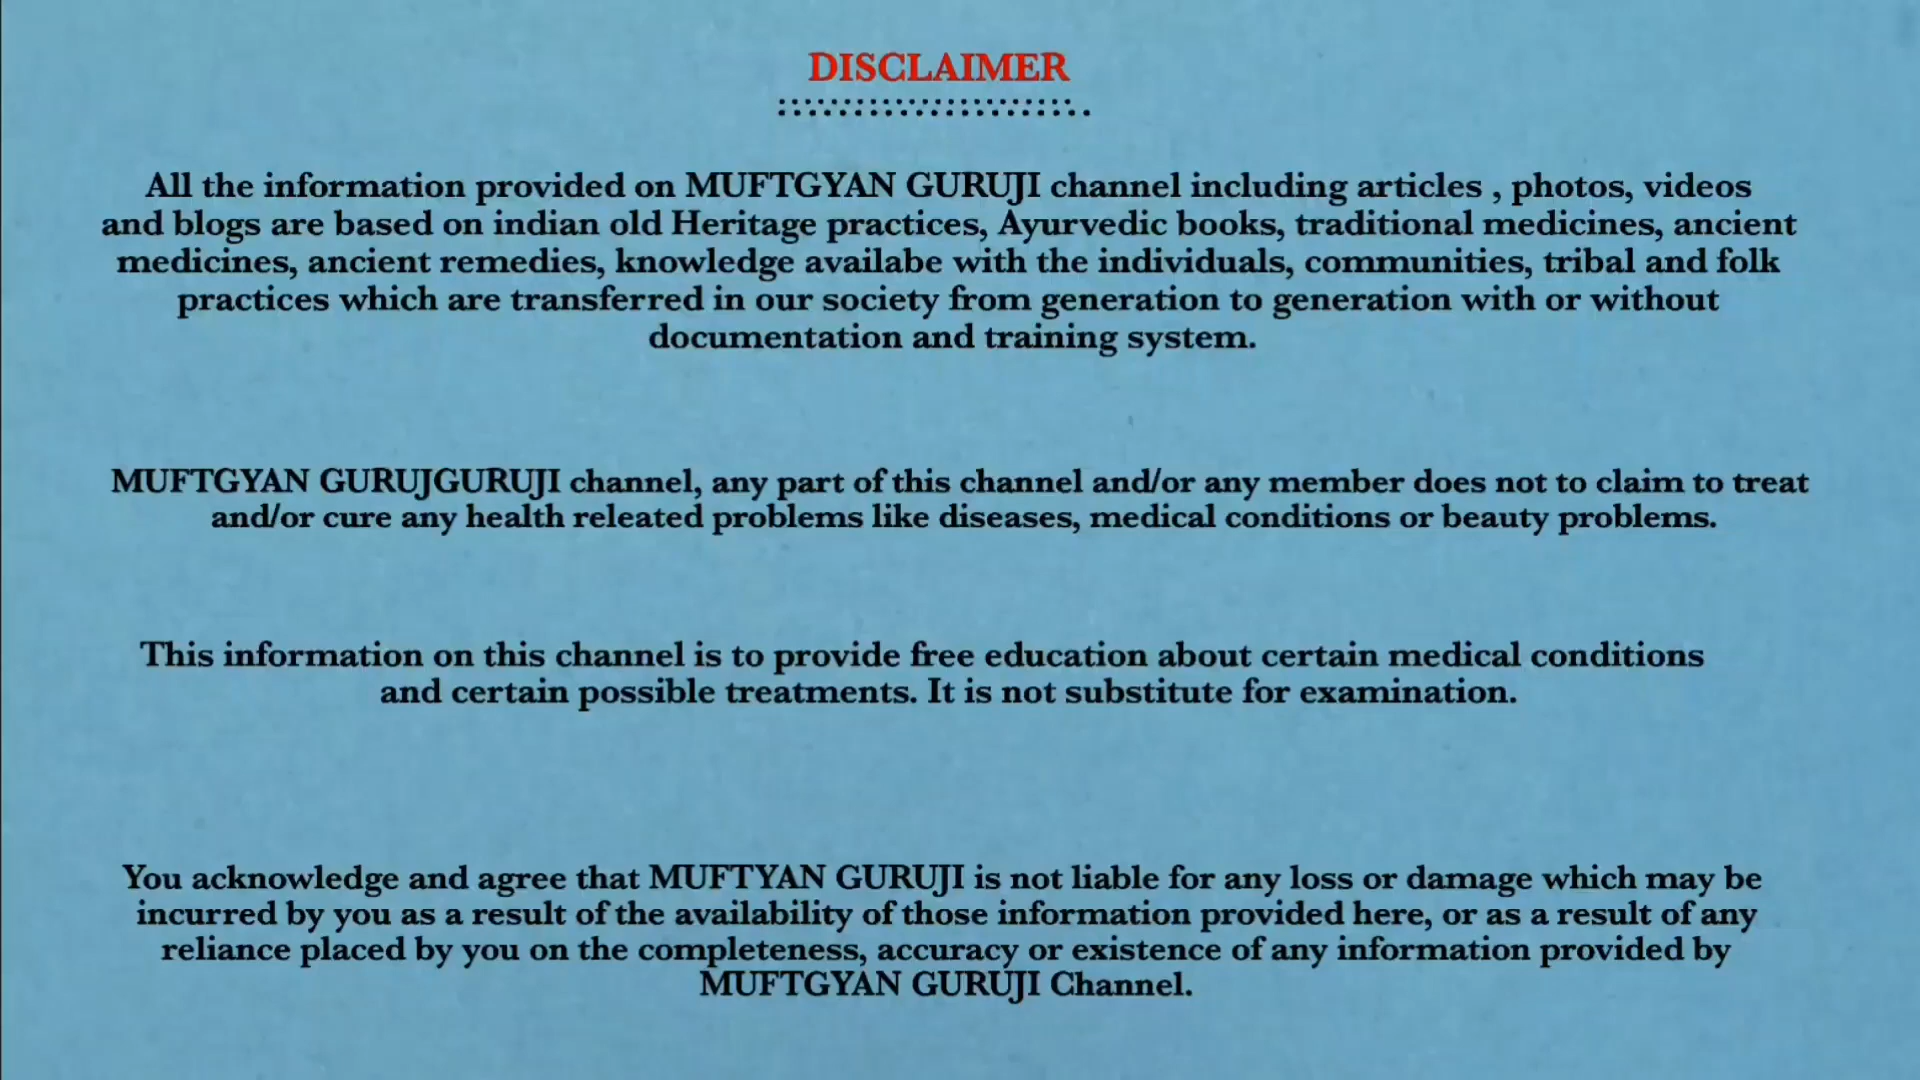 DISCLAIMER
All the information provided on MUFTGYAN GURUJI channel including articles , photos, videos
and blogs are based on indian old Heritage practices, Ayurvedic books, traditional medicines, ancient
medicines, ancient remedies, knowledge availabe with the individuals, communities, tribal and folk
practices which are transferred in our society from generation to generation with or without
documentation and training system.
MUFTGYAN GURUJGURUJI channel, any part of this channel and/or any member does not to claim to treat
and/or cure any health releated problems like diseases, medical conditions or beauty problems.
This information on this channel is to provide free education about certain medical conditions
and certain possible treatments. It is not substitute for examination.
You acknowledge and agree that MUFTYAN GURUJI is not liable for any loss or damage which may be
incurred by you as a result of the availability of those information provided here, or as a result of any
reliance placed by you on the completeness, accuracy or existence of any information provided by
MUFTGYAN GURUJI Channel.